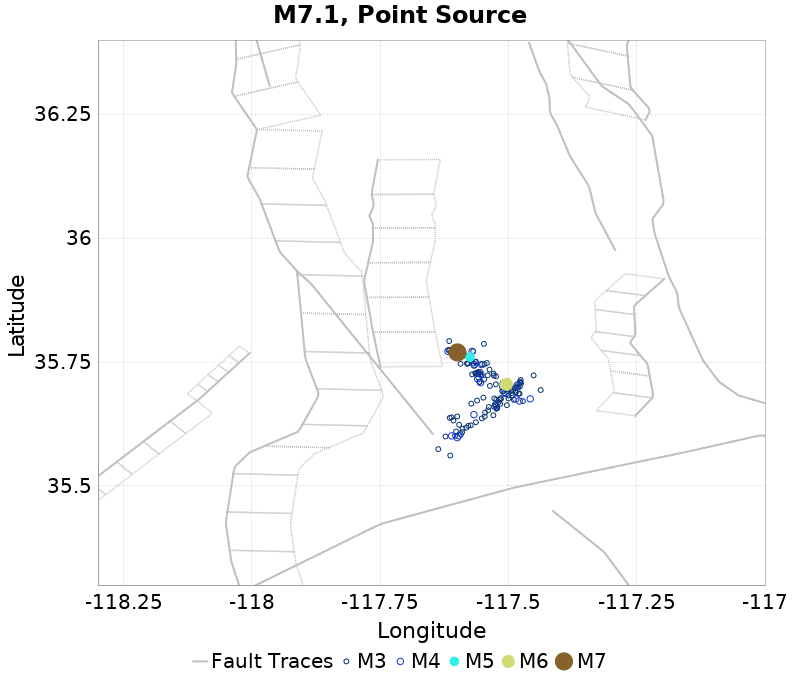 M7.1, Point Source
36.25
36
35.75
35.5
Latitude
-118.25 -118 -117.75 -117.5 -117.25 -117
Longitude
Fault Traces M3 M4 M5 M6 M7